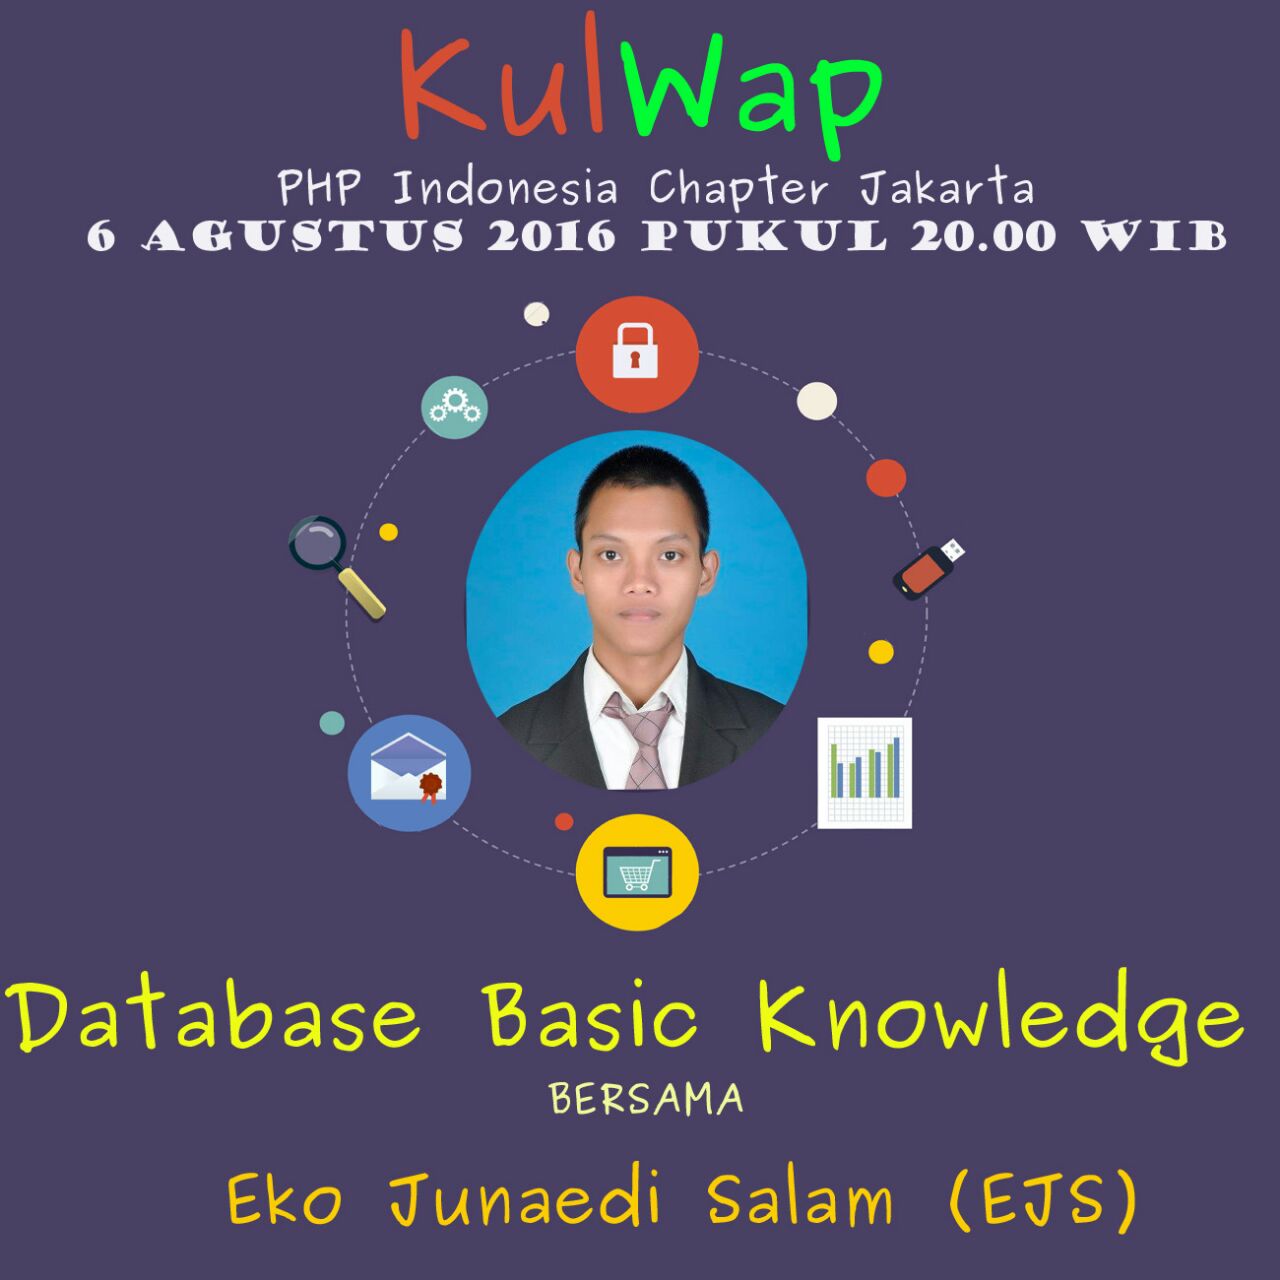 KulWap
PHP Indonesia Chapter Jakarta
6 AGUSTUS 2016 PUKUL 20.00 WIB
Database Basic Knowledge
BERSAMA
Eko Junaedi Salam (EJS)